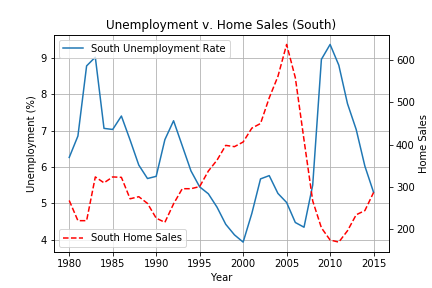 Unemployment v. Home Sales (South)
South Unemployment Rate
South Home Sales
Unemployment (%)
9
8
7
6
5
4
Home Sales
600
500
400
300
200
1980 1985 1990 1995 2000 2005 2010 2015
Year